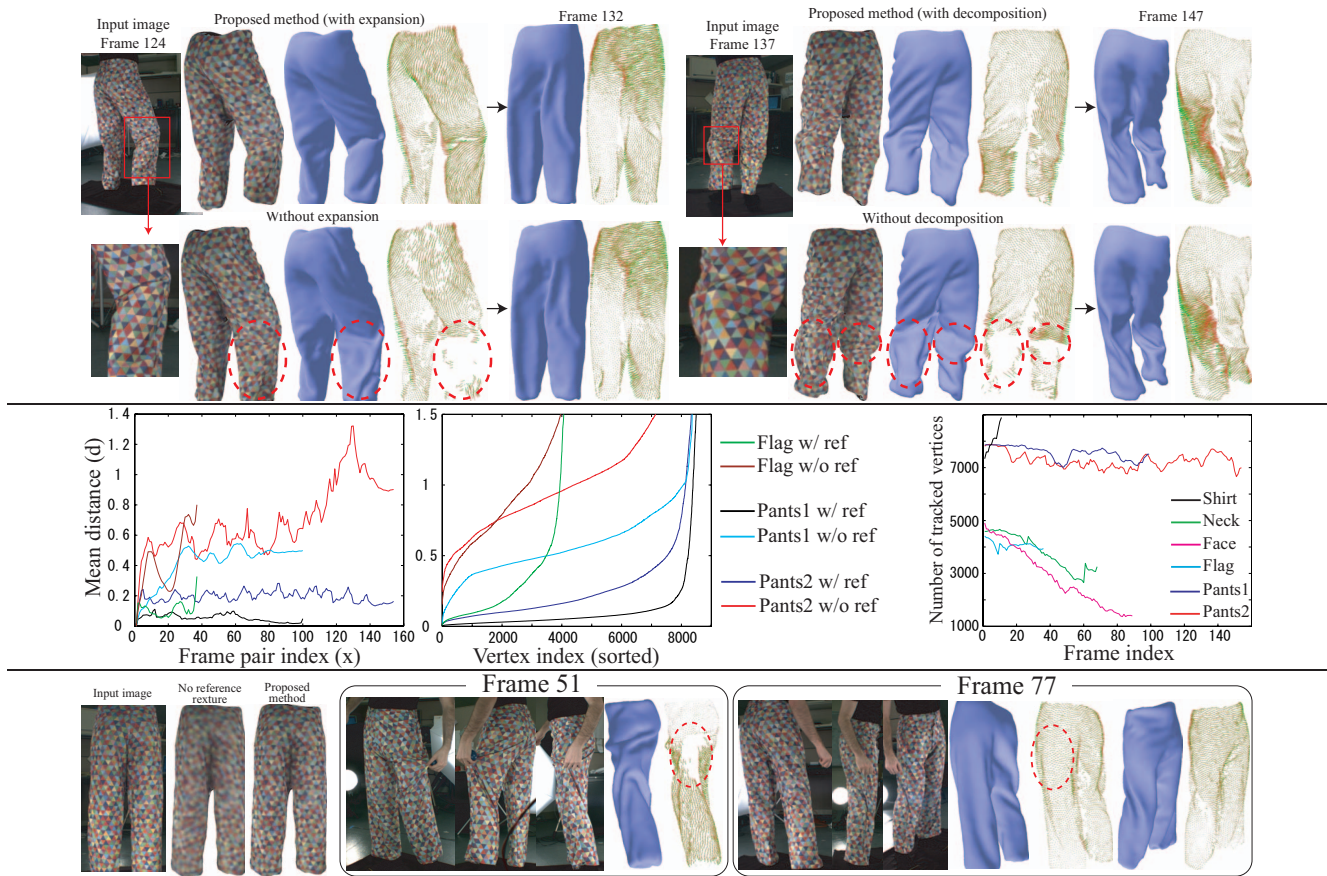 Input image
Frame 124
Proposed method (with expansion)
Frame 132
Input image
Frame 137
Proposed method (with decomposition)
Frame 147
Without expansion
Without decomposition
Mean distance (d)
1.4
1.2
1
0.8
0.6
0.4
0.2
0
0 20 40 60 80 100 120 140 160
Frame pair index (x)
1.5
1
0.5
0
2000 4000 6000 8000
Vertex index (sorted)
Flag w/ ref
Flag w/o ref
Pants1 w/ ref
Pants1 w/o ref
Pants2 w/ ref
Pants2 w/o ref
Number of tracked vertices
7000
5000
3000
1000
0 20 40 60 80 100 140
Frame index
Shirt
Neck
Face
Flag
Pants1
Pants2
Input image
No reference
rexture
Proposed
method
Frame 51
Frame 77